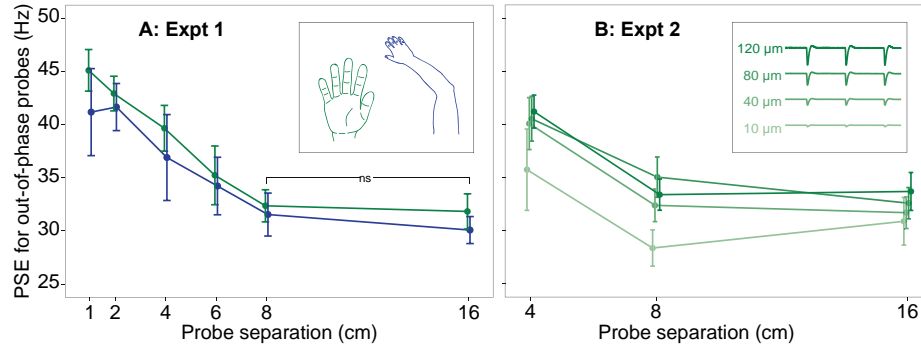 A: Expt 1
B: Expt 2
PSE for out-of-phase probes (Hz)
50
45
40
35
30
25
ns
120 µm
80 µm
40 µm
10 µm
1 2 4 6 8 16
4 8 16
Probe separation (cm)
Probe separation (cm)